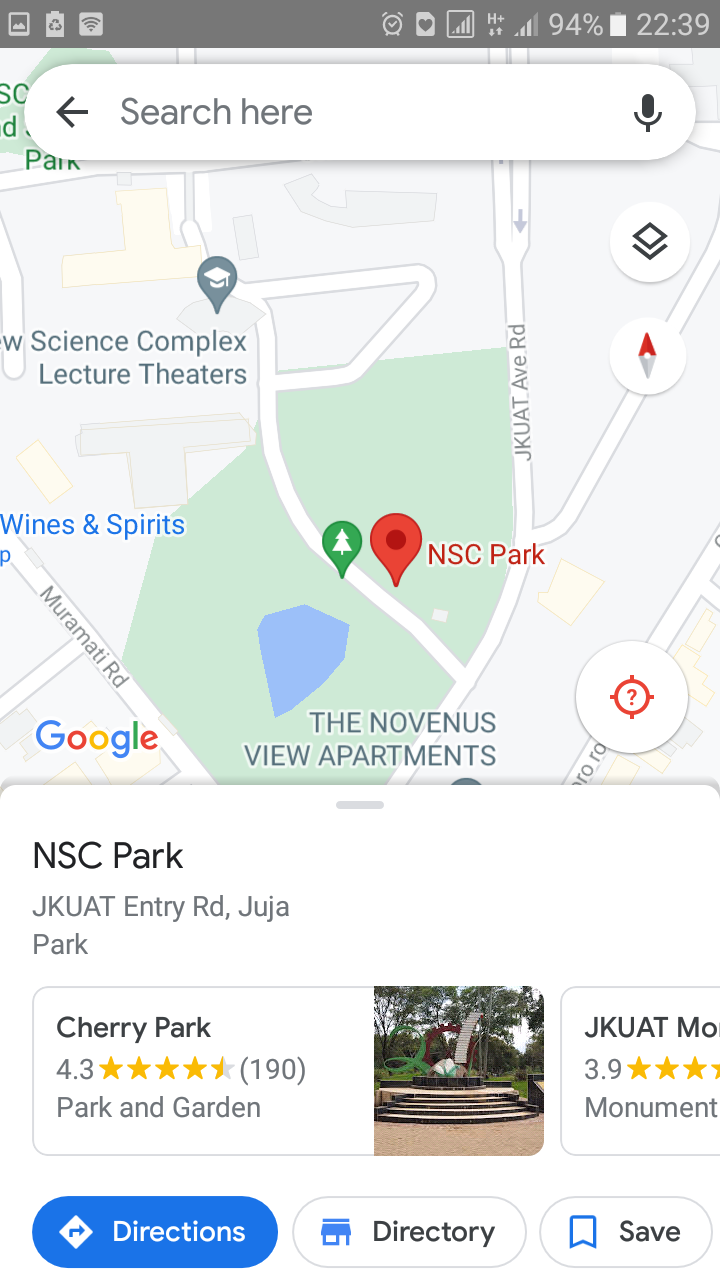 H+
94%
22:39
SC
Search here
d
Park
JKUAT Ave Rd
w Science Complex
Lecture Theaters
Wines & Spirits
p
NSC Park
Muramati Rd
Google
THE NOVENUS
VIEW APARTMENTS
?
oro ro
NSC Park
JKUAT Entry Rd, Juja
Park
Cherry Park
4.3 (190)
Park and Garden
JKUAT Mo
3.9
Monument
Directions
Directory
Save